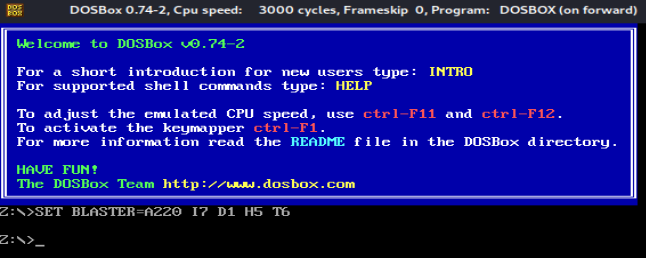 DOS
BOX
DOSBox 0.74-2, Cpu speed: 3000 cycles, Frameskip 0, Program: DOSBOX (on forward)
Welcome to DOSBox v0.74-2
For a short introduction for new users type: INTRO
For supported shell commands type: HELP
To adjust the emulated CPU speed, use ctrl-F11 and ctrl-F12.
To activate the keymapper ctrl-F1.
For more information read the README file in the DOSBox directory.
HAVE FUN!
The DOSBox Team http://www.dosbox.com
Z:\>SET BLASTER=A220 I7 D1 H5 T6
Z:\>_